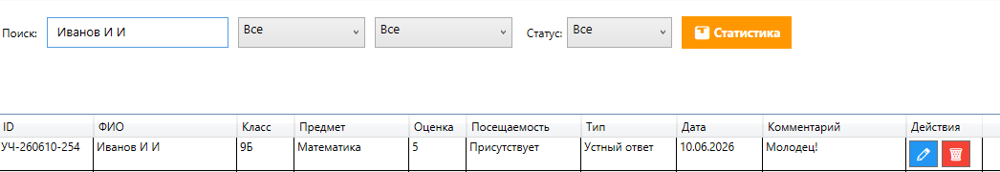 Поиск: Иванов И И Все Все Статус: Все Статистика
ID ФИО Класс Предмет Оценка Посещаемость Тип Дата Комментарий Действия
УЧ-260610-254 Иванов И И 9Б Математика 5 Присутствует Устный ответ 10.06.2026 Молодец!